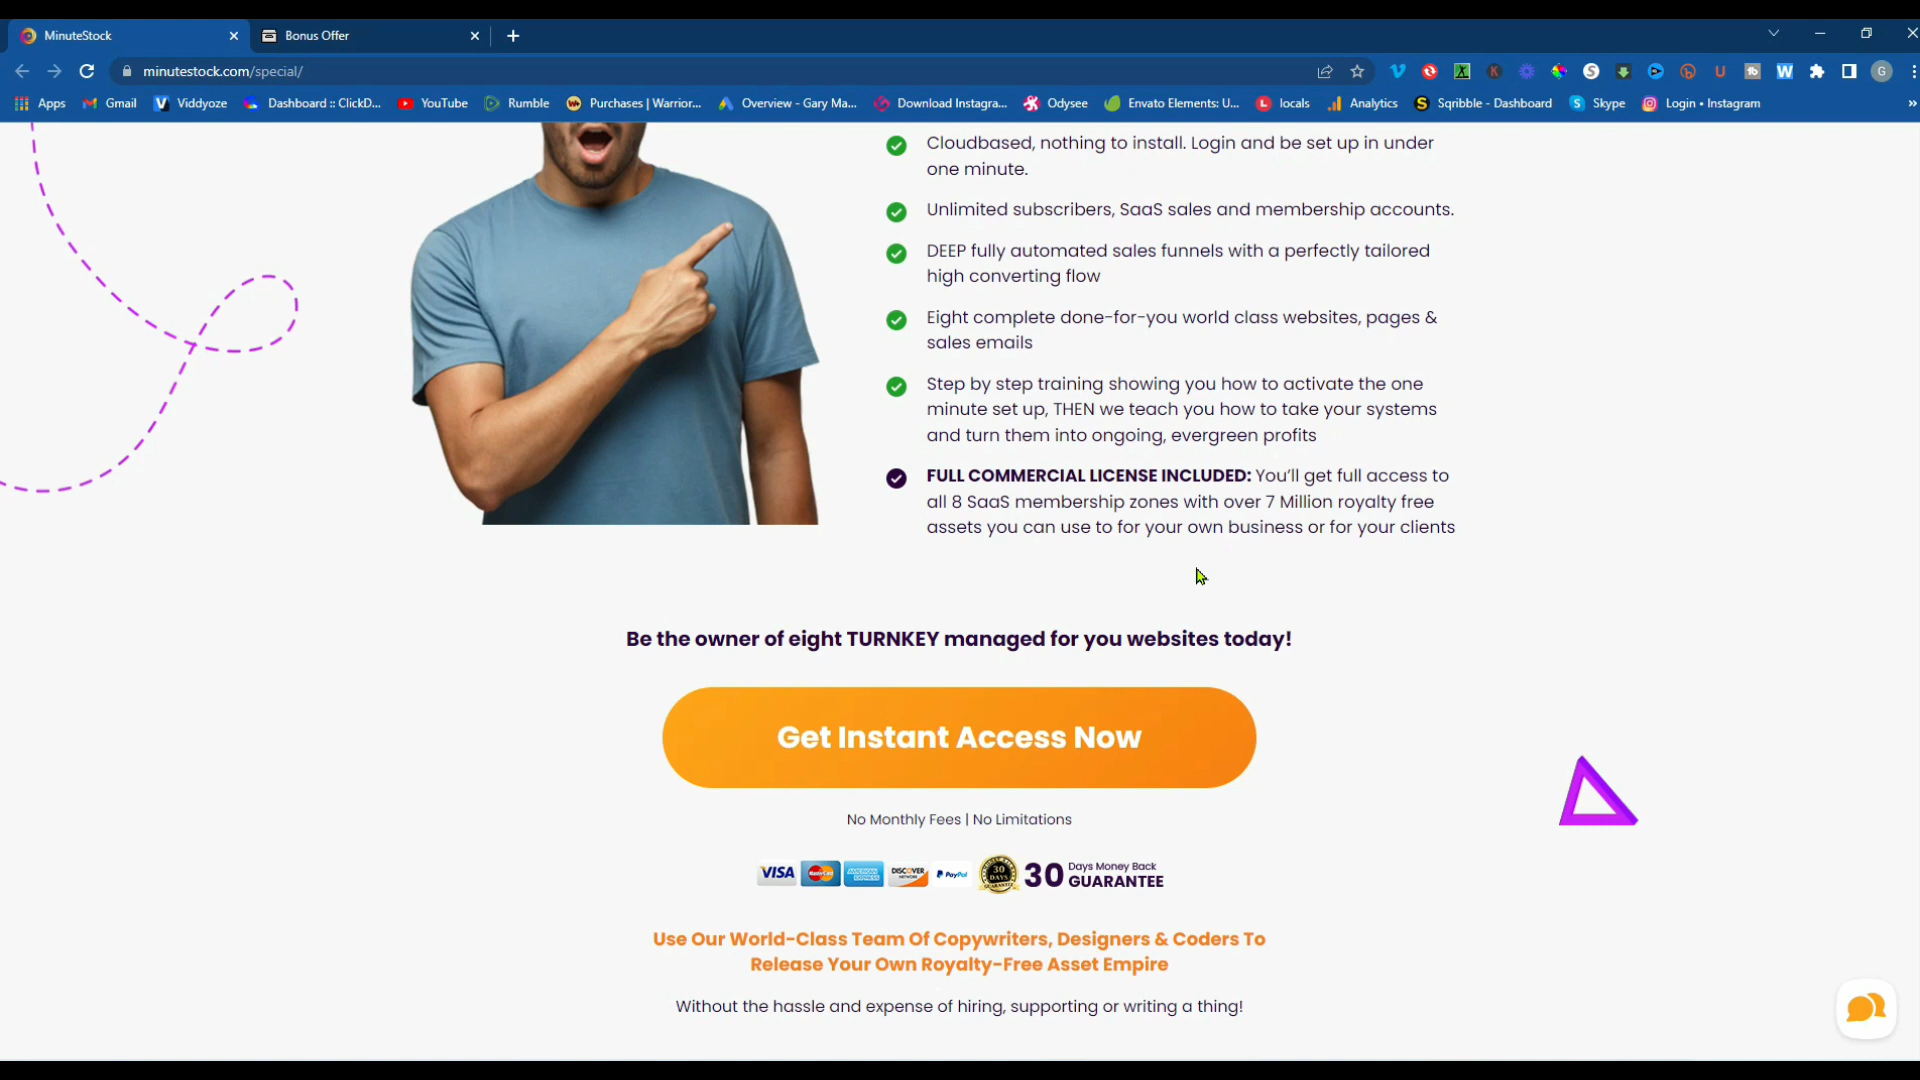 MinuteStock
Bonus Offer
minutestock.com/special/
G
Apps
Gmail
Viddyoze
Dashboard :: ClickD...
YouTube
Rumble
Purchases | Warrior...
Overview - Gary Ma...
Download Instagra...
Odysee
Envato Elements: U...
locals
Analytics
Sqribble - Dashboard
Skype
Login • Instagram
Cloudbased, nothing to install. Login and be set up in under
one minute.
Unlimited subscribers, SaaS sales and membership accounts.
DEEP fully automated sales funnels with a perfectly tailored
high converting flow
Eight complete done-for-you world class websites, pages &
sales emails
Step by step training showing you how to activate the one
minute set up, THEN we teach you how to take your systems
and turn them into ongoing, evergreen profits
FULL COMMERCIAL LICENSE INCLUDED: You'll get full access to
all 8 SaaS membership zones with over 7 Million royalty free
assets you can use to for your own business or for your clients
Be the owner of eight TURNKEY managed for you websites today!
Get Instant Access Now
No Monthly Fees | No Limitations
VISA
MasterCard
AMERICAN EXPRESS
DISCOVER NETWORK
PayPal
30 DAYS
30 Days Money Back
GUARANTEE
Use Our World-Class Team Of Copywriters, Designers & Coders To
Release Your Own Royalty-Free Asset Empire
Without the hassle and expense of hiring, supporting or writing a thing!